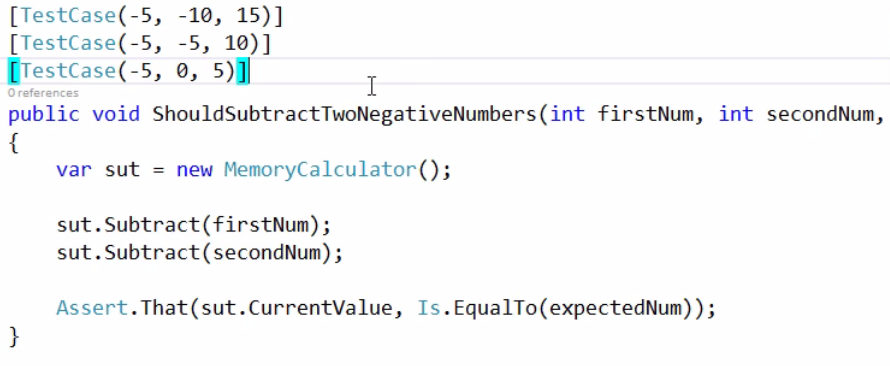 [TestCase(-5, -10, 15)]
[TestCase(-5, -5, 10)]
[TestCase(-5, 0, 5)]
0 references
public void ShouldSubtractTwoNegativeNumbers(int firstNum, int secondNum,
{
    var sut = new MemoryCalculator();
    sut.Subtract(firstNum);
    sut.Subtract(secondNum);
    Assert.That(sut.CurrentValue, Is.EqualTo(expectedNum));
}